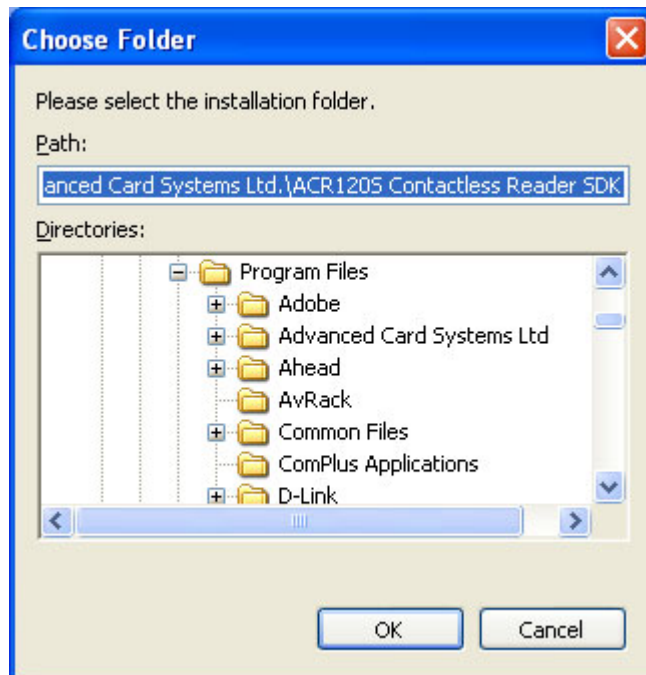 Choose Folder
Please select the installation folder.
Path:
anced Card Systems Ltd.\ACR120S Contactless Reader SDK
Directories:
Program Files
Adobe
Advanced Card Systems Ltd
Ahead
AvRack
Common Files
ComPlus Applications
D-Link
OK Cancel